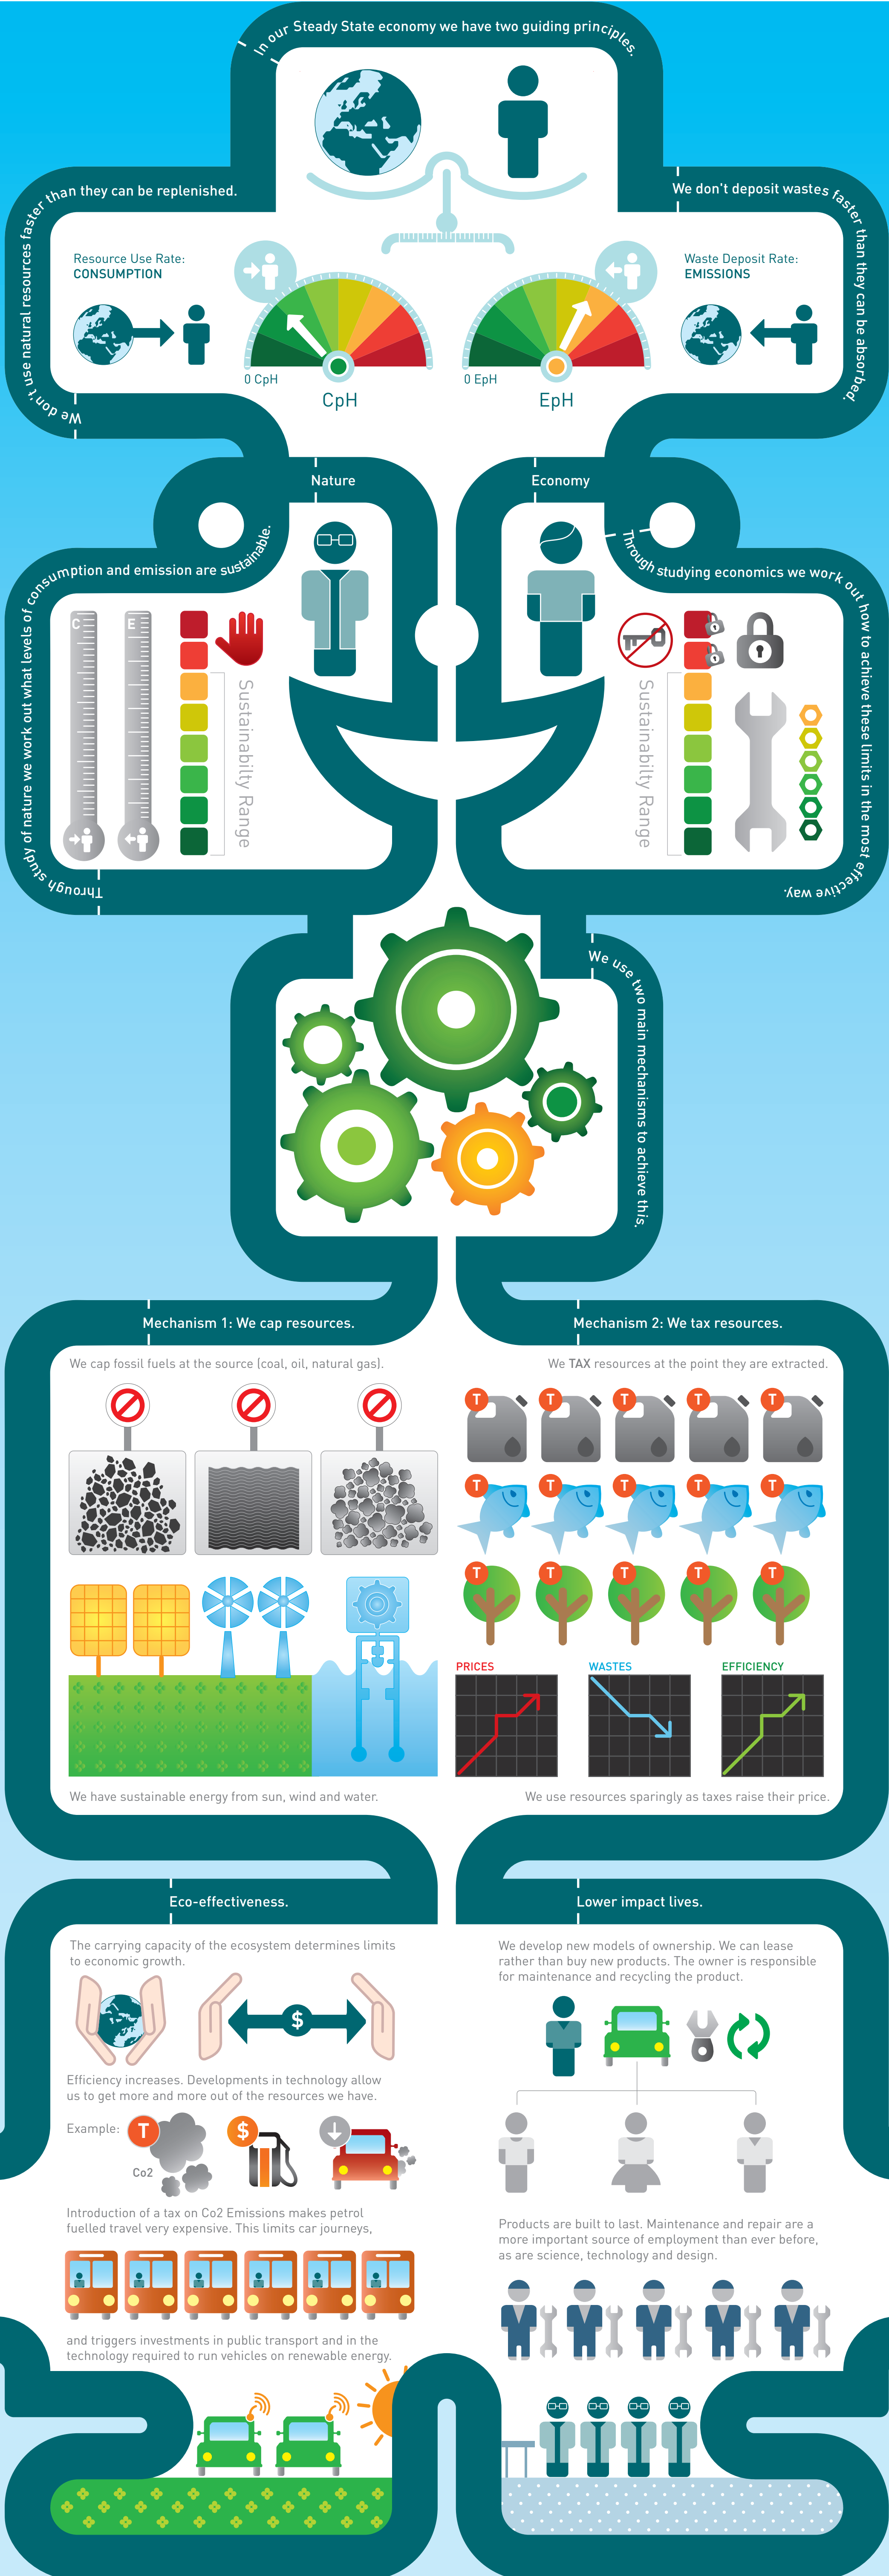 In our Steady State economy we have two guiding principles.
We don't use natural resources faster than they can be replenished.
We don't deposit wastes faster than they can be absorbed.
Resource Use Rate:
CONSUMPTION
0 CpH
CpH
Waste Deposit Rate:
EMISSIONS
0 EpH
EpH
Nature
Economy
Through study of nature we work out what levels of consumption and emission are sustainable.
C
E
Sustainability Range
Through studying economics we work out how to achieve these limits in the most effective way.
Sustainabilty Range
We use two main mechanisms to achieve this.
Mechanism 1: We cap resources.
We cap fossil fuels at the source (coal, oil, natural gas).
We have sustainable energy from sun, wind and water.
Mechanism 2: We tax resources.
We TAX resources at the point they are extracted.
T T T T T
T T T T T
T T T T T
PRICES
WASTES
EFFICIENCY
We use resources sparingly as taxes raise their price.
Eco-effectiveness.
The carrying capacity of the ecosystem determines limits
to economic growth.
$
Efficiency increases. Developments in technology allow
us to get more and more out of the resources we have.
Example:
T
$
Co2
Introduction of a tax on Co2 Emissions makes petrol
fuelled travel very expensive. This limits car journeys,
and triggers investments in public transport and in the
technology required to run vehicles on renewable energy.
Lower impact lives.
We develop new models of ownership. We can lease
rather than buy new products. The owner is responsible
for maintenance and recycling the product.
Products are built to last. Maintenance and repair are a
more important source of employment than ever before,
as are science, technology and design.